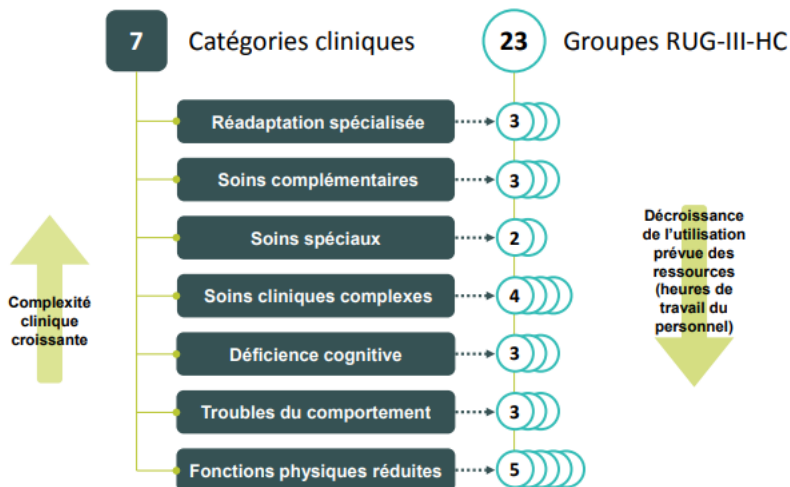 7 Catégories cliniques 23 Groupes RUG-III-HC
Réadaptation spécialisée 3
Soins complémentaires 3
Soins spéciaux 2
Soins cliniques complexes 4
Déficience cognitive 3
Troubles du comportement 3
Fonctions physiques réduites 5
Complexité
clinique
croissante
Décroissance
de l’utilisation
prévue des
ressources
(heures de
travail du
personnel)